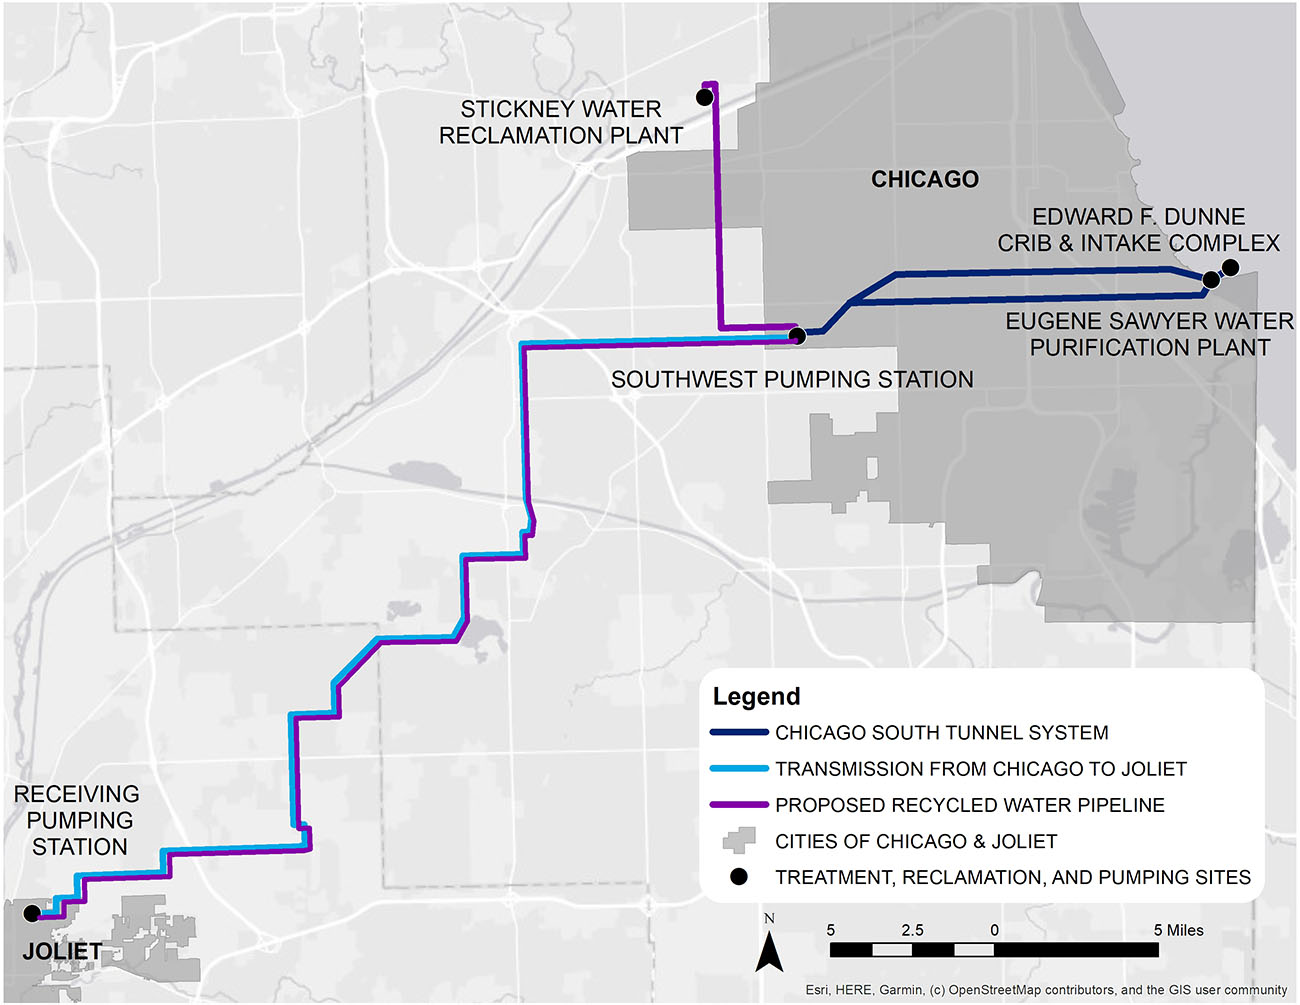 STICKNEY WATER
RECLAMATION PLANT
CHICAGO
EDWARD F. DUNNE
CRIB & INTAKE COMPLEX
EUGENE SAWYER WATER
PURIFICATION PLANT
SOUTHWEST PUMPING STATION
Legend
CHICAGO SOUTH TUNNEL SYSTEM
TRANSMISSION FROM CHICAGO TO JOLIET
PROPOSED RECYCLED WATER PIPELINE
CITIES OF CHICAGO & JOLIET
TREATMENT, RECLAMATION, AND PUMPING SITES
RECEIVING
PUMPING
STATION
JOLIET
N
5 2.5 0 5 Miles
Esri, HERE, Garmin, (c) OpenStreetMap contributors, and the GIS user community